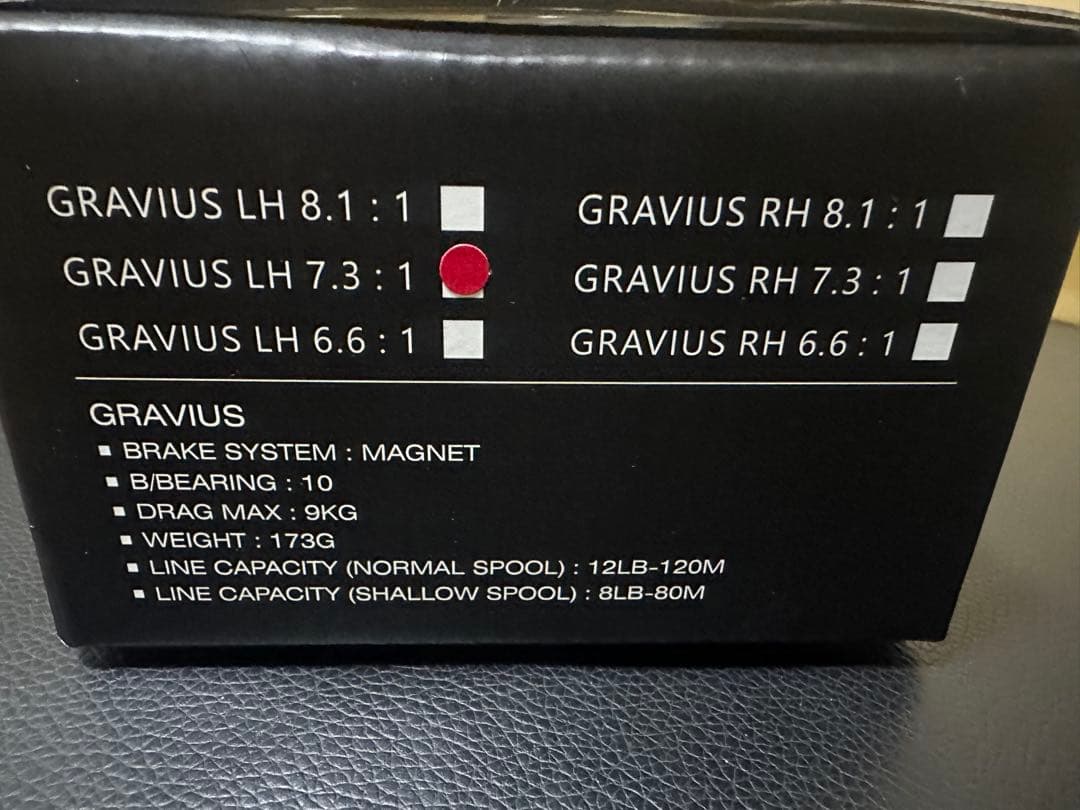 GRAVIUS LH 8.1 : 1
GRAVIUS LH 7.3 : 1
GRAVIUS LH 6.6 : 1
GRAVIUS RH 8.1 : 1
GRAVIUS RH 7.3 : 1
GRAVIUS RH 6.6 : 1
GRAVIUS
▪ BRAKE SYSTEM : MAGNET
▪ B/BEARING : 10
▪ DRAG MAX : 9KG
▪ WEIGHT : 173G
▪ LINE CAPACITY (NORMAL SPOOL) : 12LB-120M
▪ LINE CAPACITY (SHALLOW SPOOL) : 8LB-80M